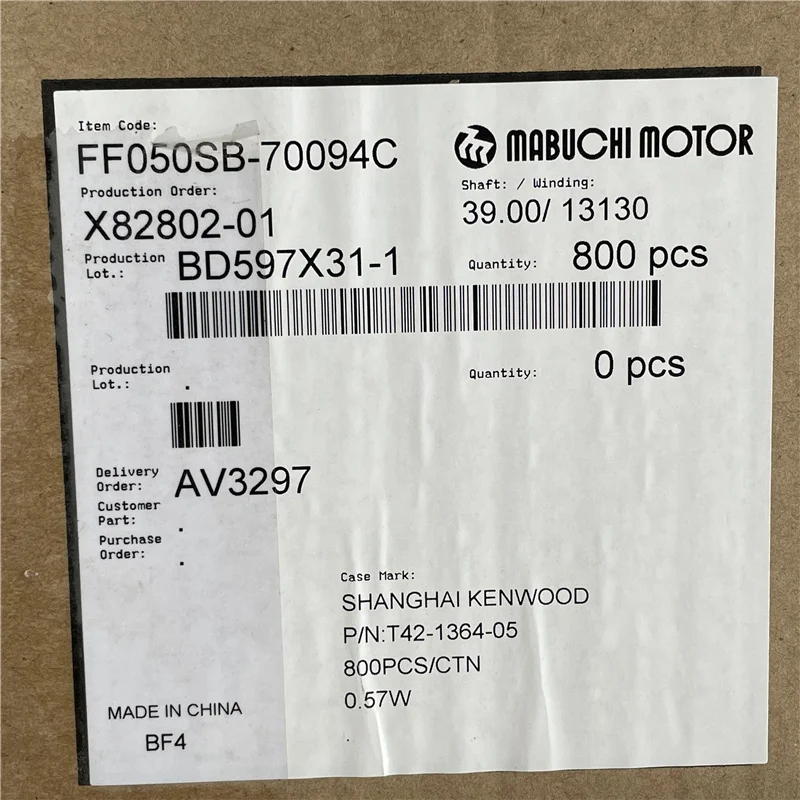 Item Code:
FF050SB-70094C
MABUCHI MOTOR
Production Order:
Shaft: / Winding:
X82802-01
39.00/ 13130
Production
Lot.: BD597X31-1
Quantity: 800 pcs
Production
Lot.: .
Quantity: 0 pcs
Delivery
Order: AV3297
Customer
Part: .
Purchase
Order: .
Case Mark:
SHANGHAI KENWOOD
P/N:T42-1364-05
800PCS/CTN
0.57W
MADE IN CHINA
BF4